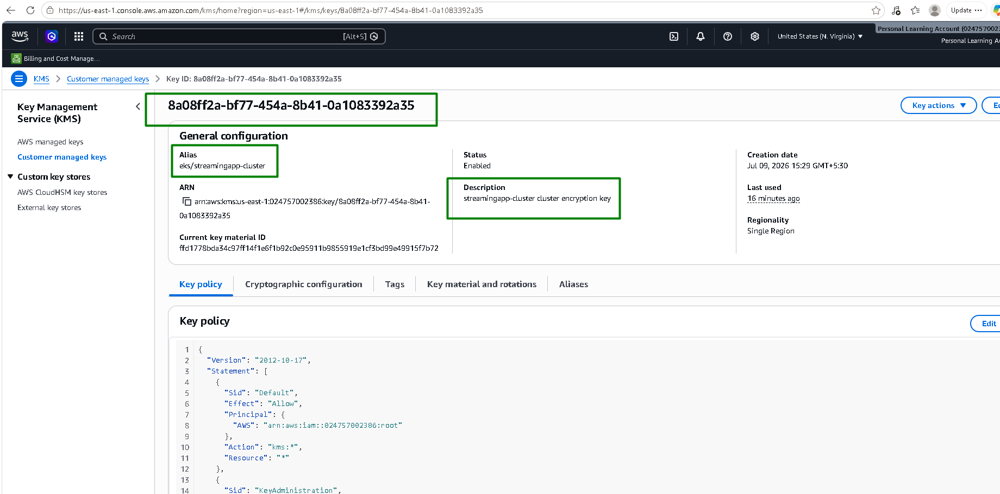 https://us-east-1.console.aws.amazon.com/kms/home?region=us-east-1#/kms/keys/8a08ff2a-bf77-454a-8b41-0a1083392a35
Update
aws
Search
[Alt+S]
United States (N. Virginia)
Personal Learning Account (024757002
Personal Learning
Billing and Cost Manage...
KMS
Customer managed keys
Key ID: 8a08ff2a-bf77-454a-8b41-0a1083392a35
Key Management
Service (KMS)
AWS managed keys
Customer managed keys
Custom key stores
AWS CloudHSM key stores
External key stores
8a08ff2a-bf77-454a-8b41-0a1083392a35
Key actions
General configuration
Alias
eks/streamingapp-cluster
ARN
arn:aws:kms:us-east-1:024757002386:key/8a08ff2a-bf77-454a-8b41-
0a1083392a35
Current key material ID
ffd1778bda34c97ff14f1e6f1b92c0e95911b9855919e1cf3bd99e49915f7b72
Status
Enabled
Description
streamingapp-cluster cluster encryption key
Creation date
Jul 09, 2026 15:29 GMT+5:30
Last used
16 minutes ago
Regionality
Single Region
Key policy
Cryptographic configuration
Tags
Key material and rotations
Aliases
Key policy
Edit
1 {
2 "Version": "2012-10-17",
3 "Statement": [
4 {
5 "Sid": "Default",
6 "Effect": "Allow",
7 "Principal": {
8 "AWS": "arn:aws:iam::024757002386:root"
9 },
10 "Action": "kms:*",
11 "Resource": "*"
12 },
13 {
14 "Sid": "KeyAdministration",